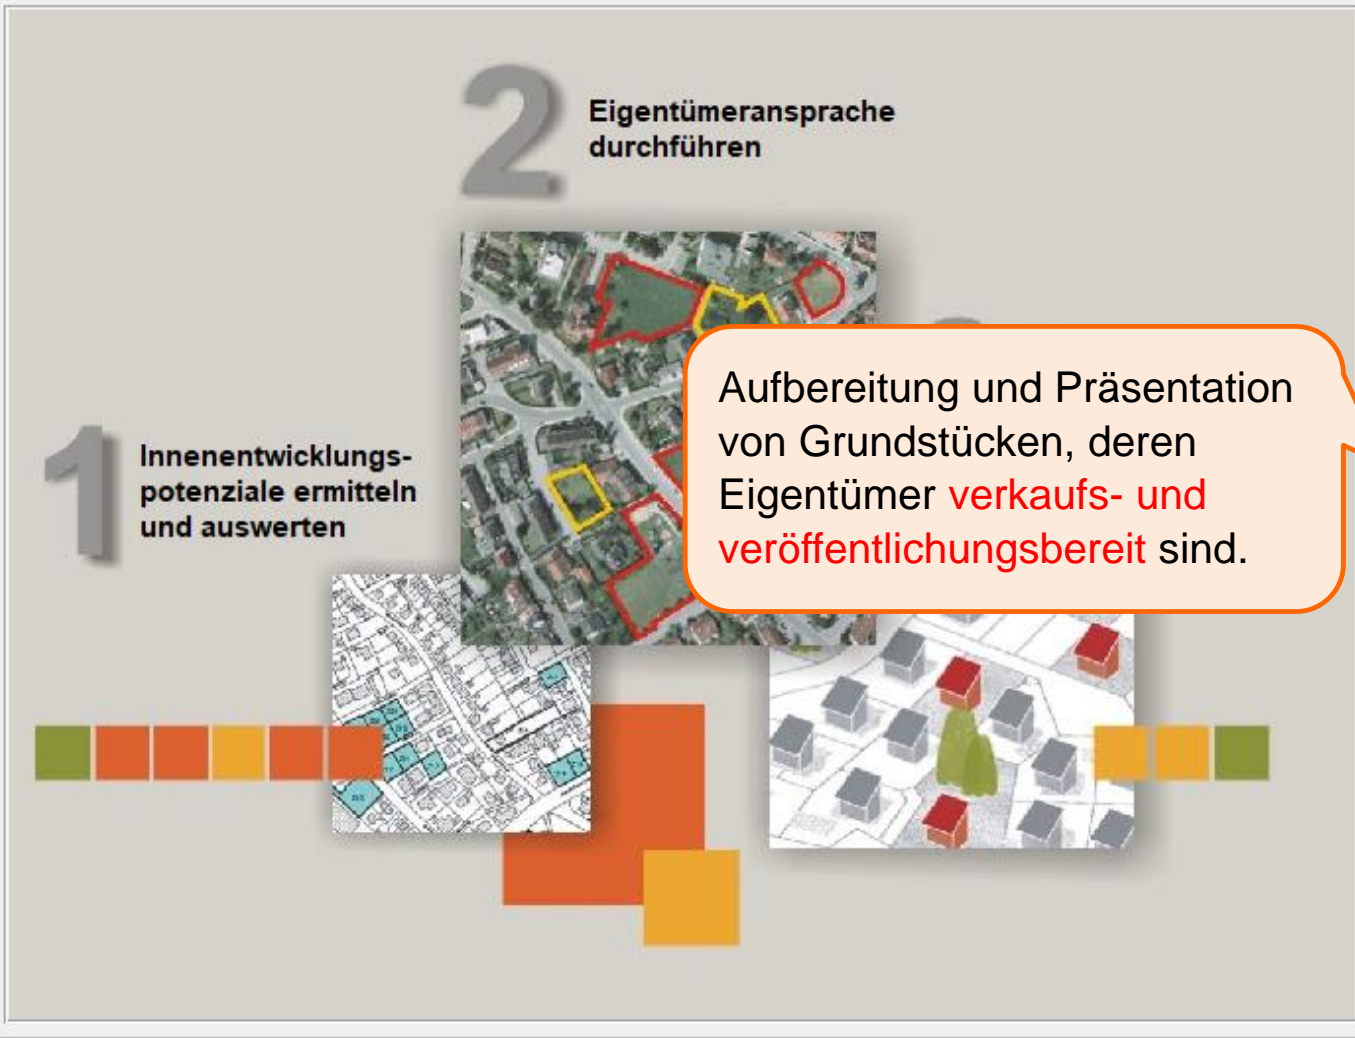 2
Eigentümeransprache
durchführen
1
Innenentwicklungs-
potenziale ermitteln
und auswerten
Aufbereitung und Präsentation
von Grundstücken, deren
Eigentümer verkaufs- und
veröffentlichungsbereit sind.